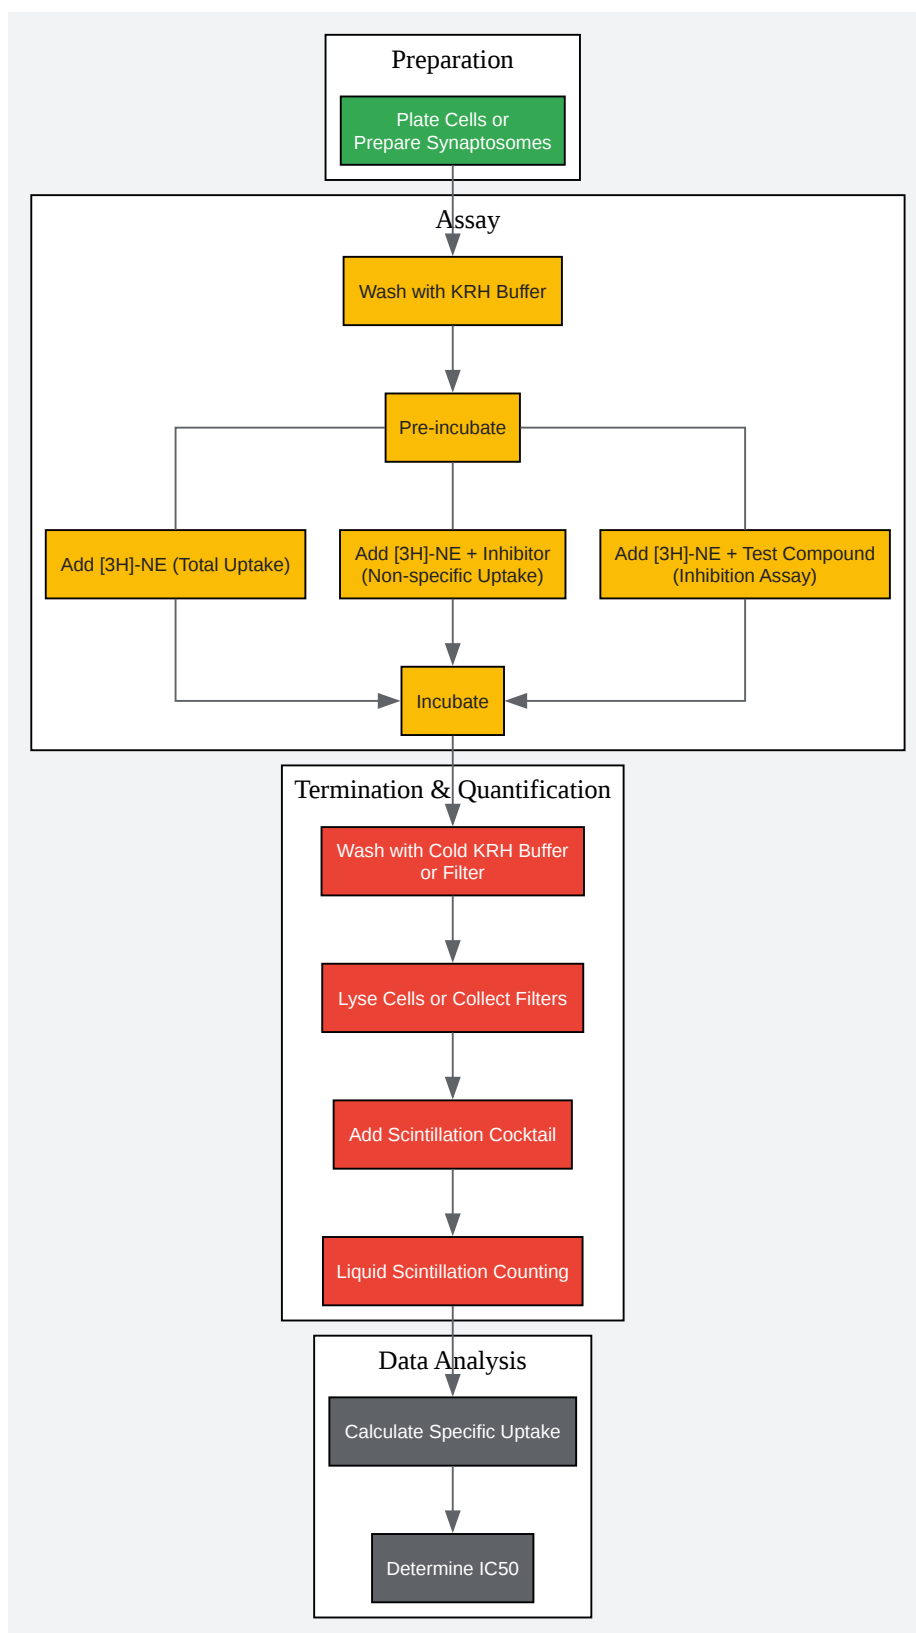 Preparation
Plate Cells or
Prepare Synaptosomes
Assay
Wash with KRH Buffer
Pre-incubate
Add [3H]-NE (Total Uptake)
Add [3H]-NE + Inhibitor
(Non-specific Uptake)
Add [3H]-NE + Test Compound
(Inhibition Assay)
Incubate
Termination & Quantification
Wash with Cold KRH Buffer
or Filter
Lyse Cells or Collect Filters
Add Scintillation Cocktail
Liquid Scintillation Counting
Data Analysis
Calculate Specific Uptake
Determine IC50